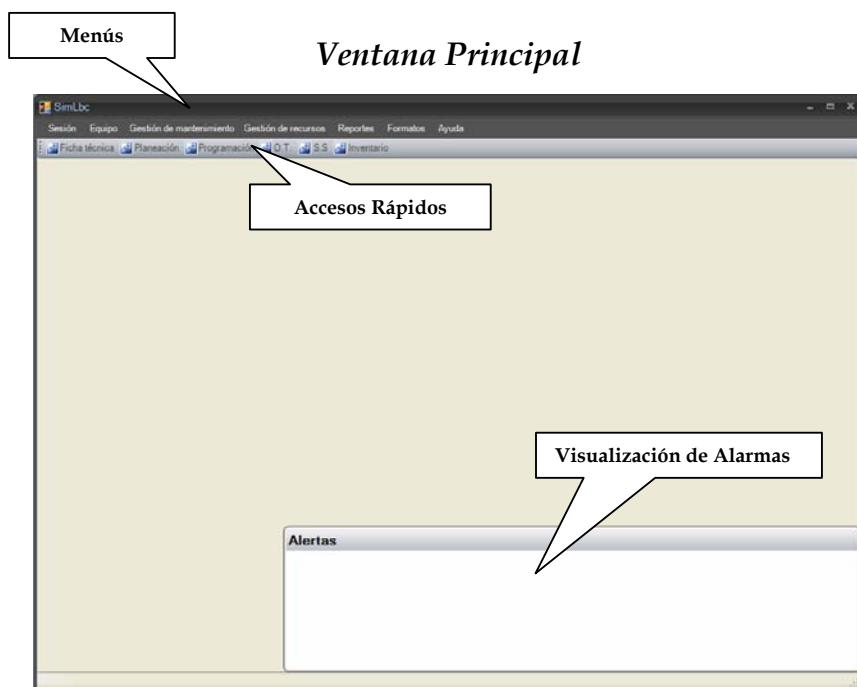 Menús
Ventana Principal
SimLbc
Sesión Equipo Gestión de mantenimiento Gestión de recursos Reportes Formatos Ayuda
Ficha técnica Planeación Programación O.T. S.S Inventario
Accesos Rápidos
Visualización de Alarmas
Alertas